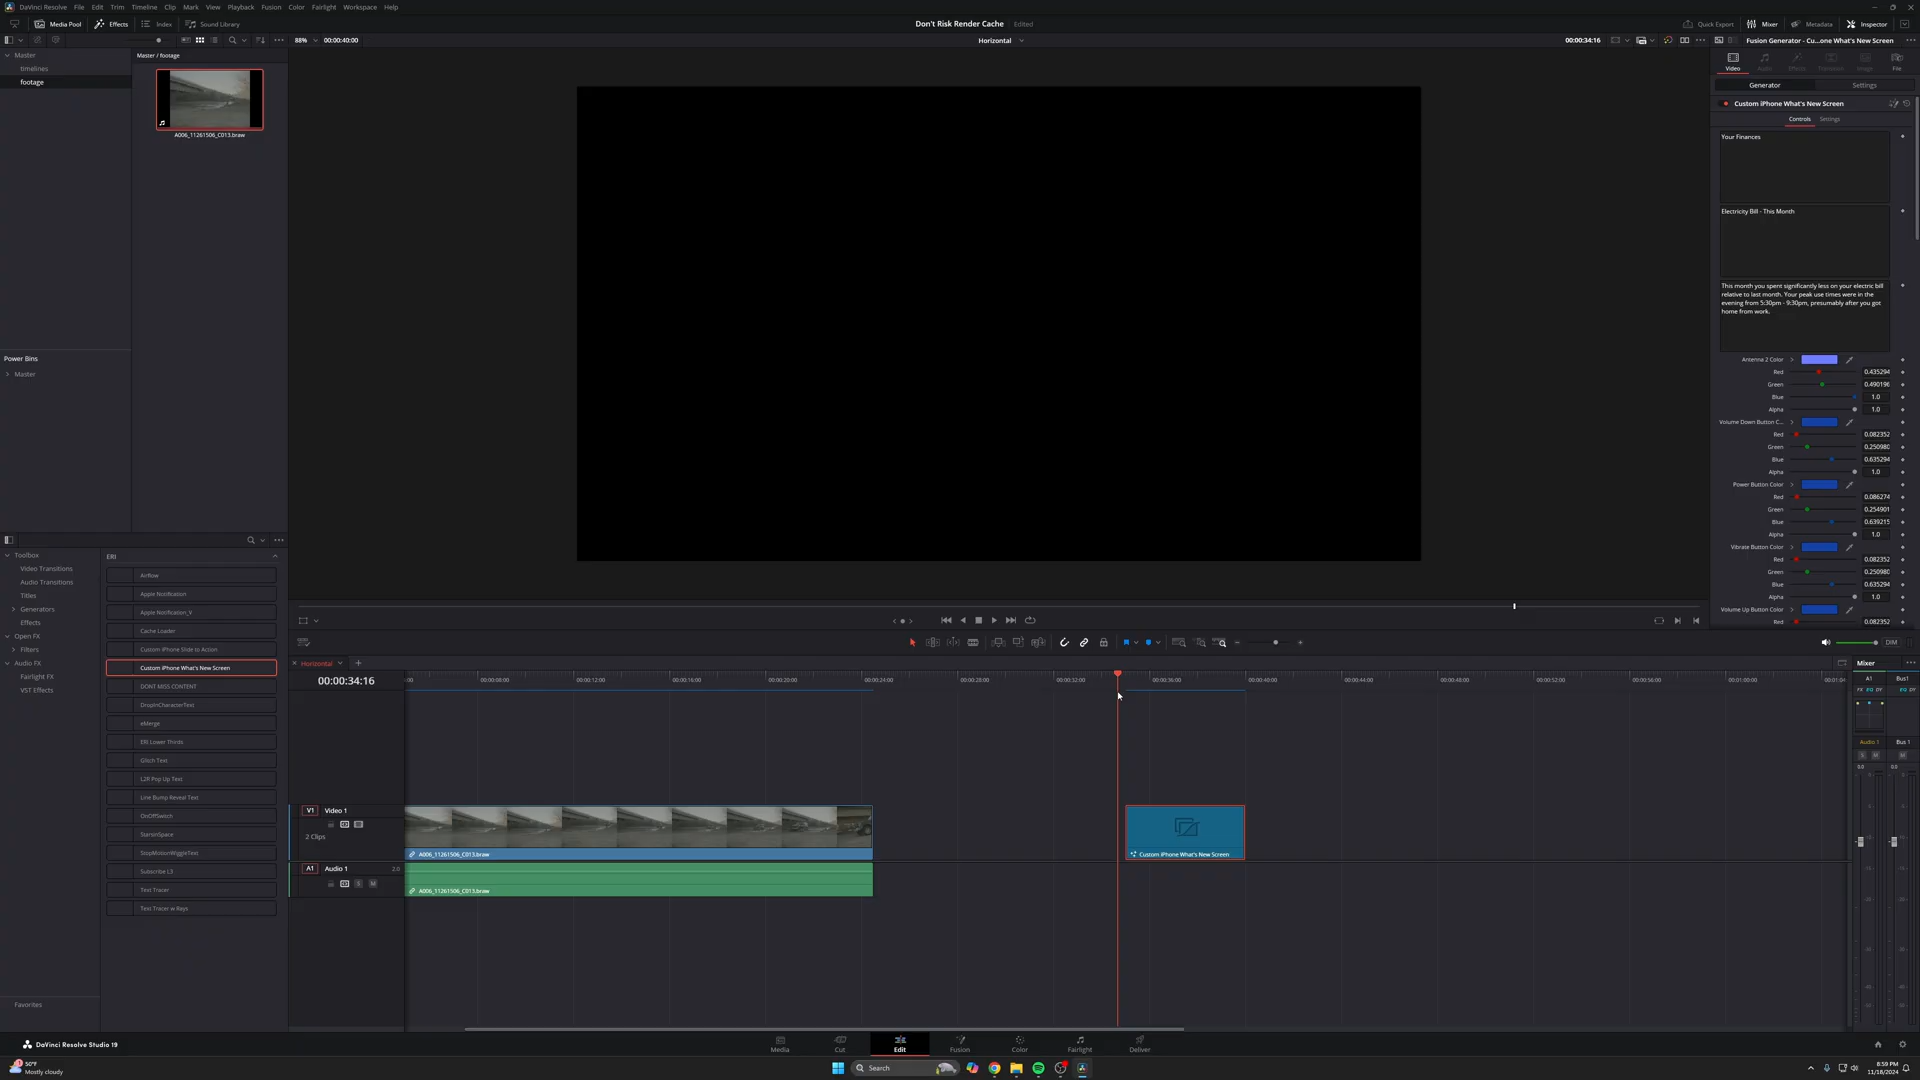 DaVinci Resolve File Edit Trim Timeline Clip Mark View Playback Fusion Color Fairlight Workspace Help
Media Pool Effects Index Sound Library
Don't Risk Render Cache Edited
Quick Export Mixer Metadata Inspector
88% 00:00:40:00
Horizontal
00:00:34:16
Fusion Generator - Cu...one What's New Screen
Master
timelines
footage
Master / footage
A006_11261506_C013.braw
Power Bins
Master
Video Audio Effects Transition Image File
Generator Settings
Custom iPhone What's New Screen
Controls Settings
Your Finances
Electricity Bill - This Month
This month you spent significantly less on your electric bill
relative to last month. Your peak use times were in the
evening from 5:30pm - 9:30pm, presumably after you got
home from work.
Antenna 2 Color
Red 0.435294
Green 0.490196
Blue 1.0
Alpha 1.0
Volume Down Button C...
Red 0.082352
Green 0.250980
Blue 0.635294
Alpha 1.0
Power Button Color
Red 0.086274
Green 0.254901
Blue 0.639215
Alpha 1.0
Vibrate Button Color
Red 0.082352
Green 0.250980
Blue 0.635294
Alpha 1.0
Volume Up Button Color
Red 0.082352
Toolbox
Video Transitions
Audio Transitions
Titles
Generators
Effects
Open FX
Filters
Audio FX
Fairlight FX
VST Effects
Favorites
ERI
Airflow
Apple Notification
Apple Notification_V
Cache Loader
Custom iPhone Slide to Action
Custom iPhone What's New Screen
DONT MISS CONTENT
DropInCharacterText
eMerge
ERI Lower Thirds
Glitch Text
L2R Pop Up Text
Line Bump Reveal Text
OnOffSwitch
StarsInSpace
StopMotionWiggleText
Subscribe L3
Text Tracer
Text Tracer w Rays
DIM
Horizontal
00:00:34:16
00:00:08:00 00:00:12:00 00:00:16:00 00:00:20:00 00:00:24:00 00:00:28:00 00:00:32:00 00:00:36:00 00:00:40:00 00:00:44:00 00:00:48:00 00:00:52:00 00:00:56:00 00:01:00:00
V1 Video 1
2 Clips
A006_11261506_C013.braw
Custom iPhone What's New Screen
A1 Audio 1 2.0
S M
A006_11261506_C013.braw
Mixer
A1 Bus1
FX EQ DY EQ DY
Audio 1 Bus 1
S M M
0.0 0.0
DaVinci Resolve Studio 19
Media Cut Edit Fusion Color Fairlight Deliver
50°F
Mostly cloudy
Search
8:59 PM
11/18/2024